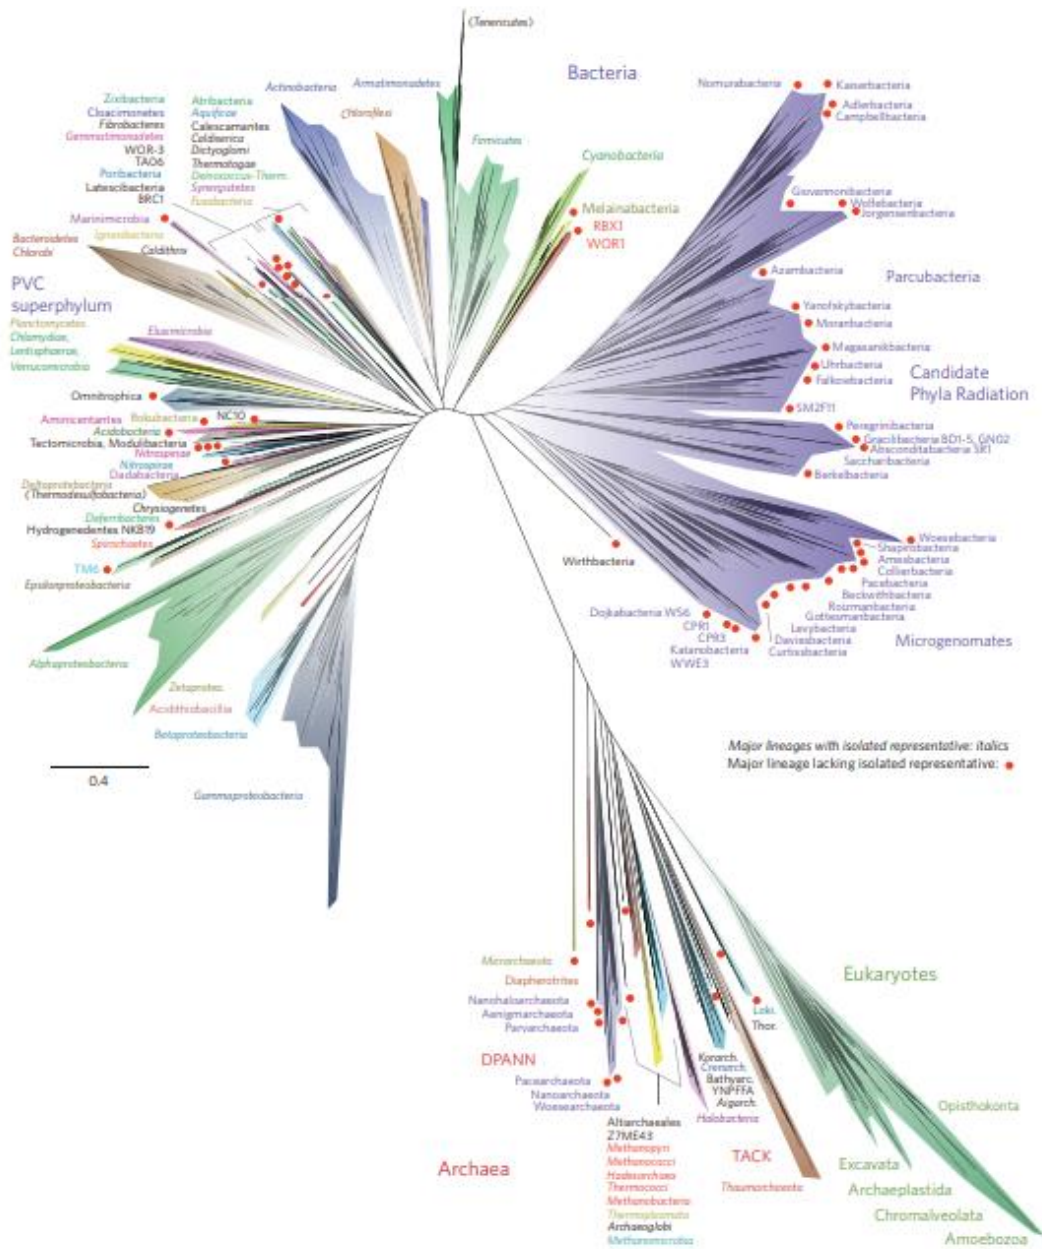 (Tenericutes)
Bacteria
Nomurabacteria
Kaiserbacteria
Adlerbacteria
Campbellbacteria
Actinobacteria
Armatimonadetes
Chloroflexi
Firmicutes
Cyanobacteria
Melainabacteria
RBX1
WOR1
Zixibacteria
Cloacimonetes
Fibrobacteres
Gemmatimonadetes
WOR-3
TA06
Poribacteria
Latescibacteria
BRC1
Atribacteria
Aquificae
Calescamantes
Caldiserica
Dictyoglomi
Thermotogae
Deinococcus-Therm.
Synergistetes
Fusobacteria
Giovannonibacteria
Wolfebacteria
Jorgensenbacteria
Marinimicrobia
Ignavibacteria
Bacteroidetes
Chlorobi
Caldithrix
Azambacteria
Parcubacteria
PVC
superphylum
Planctomycetes
Chlamydiae,
Lentisphaerae,
Verrucomicrobia
Elusimicrobia
Yanofskybacteria
Moranbacteria
Magasanikbacteria
Uhrbacteria
Falkowbacteria
Candidate
Phyla Radiation
SM2F11
Omnitrophica
Aminicentantes
Rokubacteria
NC10
Acidobacteria
Tectomicrobia, Modulibacteria
Nitrospinae
Nitrospirae
Dadabacteria
Deltaproteobacteria
(Thermodesulfobacteria)
Chrysiogenetes
Deferribacteres
Hydrogenedentes NKB19
Spirochaetes
TM6
Epsilonproteobacteria
Peregrinibacteria
Gracilibacteria BD1-5, GN02
Absconditabacteria SR1
Saccharibacteria
Berkelbacteria
Woesebacteria
Shapirobacteria
Amesbacteria
Collierbacteria
Pacebacteria
Beckwithbacteria
Roizmanbacteria
Gottesmanbacteria
Levybacteria
Daviesbacteria
Curtissbacteria
Microgenomates
Wirthbacteria
Dojkabacteria WS6
CPR1
CPR3
Katanobacteria
WWE3
Alphaproteobacteria
Zetaproteo.
Acidithiobacillia
Betaproteobacteria
Major lineages with isolated representative: italics
Major lineage lacking isolated representative:
0.4
Gammaproteobacteria
Micrarchaeota
Diapherotrites
Nanohaloarchaeota
Aenigmarchaeota
Parvarchaeota
Eukaryotes
Loki.
Thor.
DPANN
Pacearchaeota
Nanoarchaeota
Woesearchaeota
Korarch.
Crenarch.
Bathyarc.
YNPFFA
Aigarch.
Halobacteria
Opisthokonta
Altiarchaeales
Z7ME43
Methanopyri
Methanococci
Hadesarchaea
Thermococci
Methanobacteria
Thermoplasmata
Archaeoglobi
Methanomicrobia
Archaea
TACK
Thaumarchaeota
Excavata
Archaeplastida
Chromalveolata
Amoebozoa